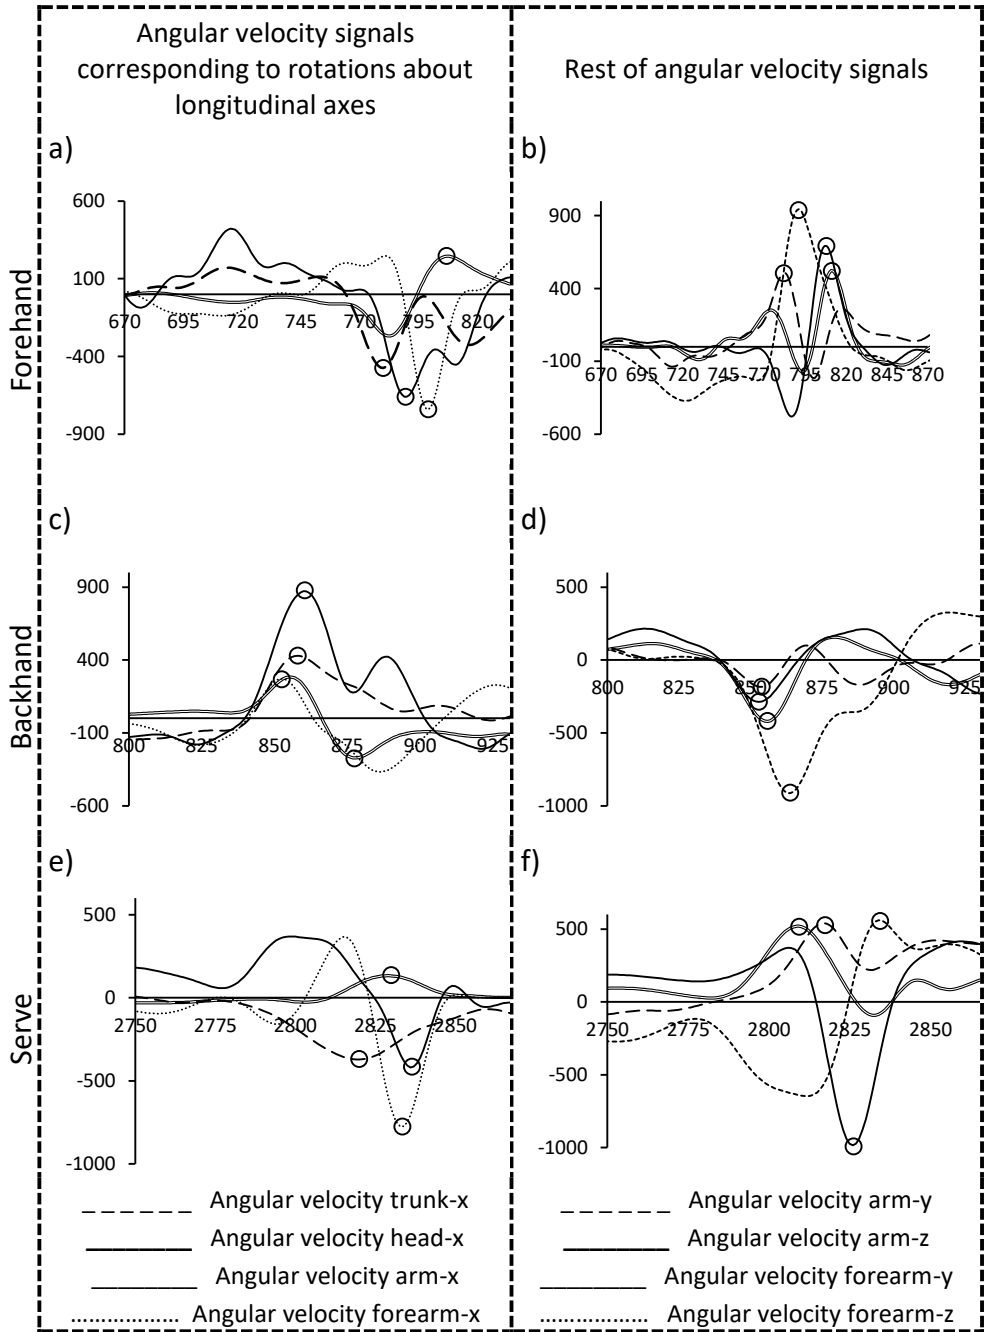 Angular velocity signals
corresponding to rotations about
longitudinal axes
Rest of angular velocity signals
Forehand
a)
600
100
-400
-900
670 695 720 745 770 795 820
b)
900
400
-100
-600
670 695 720 745 770 795 820 845 870
Backhand
c)
900
400
-100
-600
800 825 850 875 900 925
d)
500
0
-500
-1000
800 825 850 875 900 925
Serve
e)
500
0
-500
-1000
2750 2775 2800 2825 2850
f)
500
0
-500
-1000
2750 2775 2800 2825 2850
Angular velocity trunk-x
Angular velocity head-x
Angular velocity arm-x
Angular velocity forearm-x
Angular velocity arm-y
Angular velocity arm-z
Angular velocity forearm-y
Angular velocity forearm-z